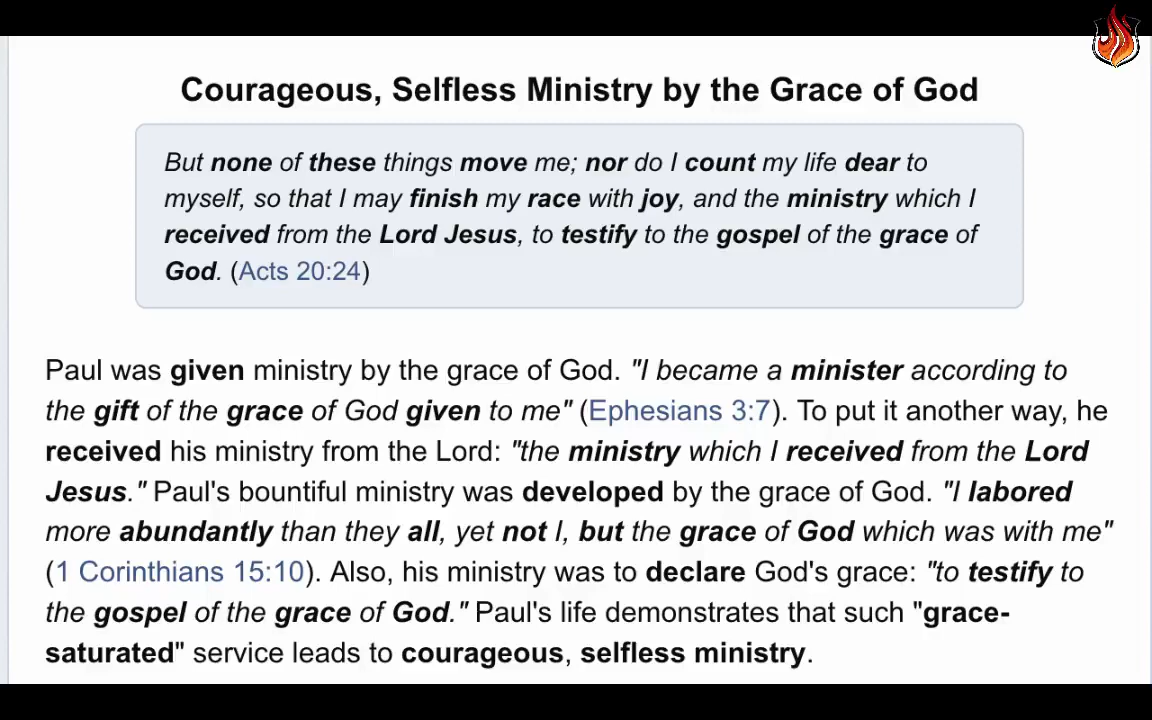 Courageous, Selfless Ministry by the Grace of God
But none of these things move me; nor do I count my life dear to
myself, so that I may finish my race with joy, and the ministry which I
received from the Lord Jesus, to testify to the gospel of the grace of
God. (Acts 20:24)
Paul was given ministry by the grace of God. "I became a minister according to
the gift of the grace of God given to me" (Ephesians 3:7). To put it another way, he
received his ministry from the Lord: "the ministry which I received from the Lord
Jesus." Paul's bountiful ministry was developed by the grace of God. "I labored
more abundantly than they all, yet not I, but the grace of God which was with me"
(1 Corinthians 15:10). Also, his ministry was to declare God's grace: "to testify to
the gospel of the grace of God." Paul's life demonstrates that such "grace-
saturated" service leads to courageous, selfless ministry.